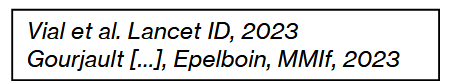 Vial et al. Lancet ID, 2023
Gourjault [...], Epelboin, MMIf, 2023